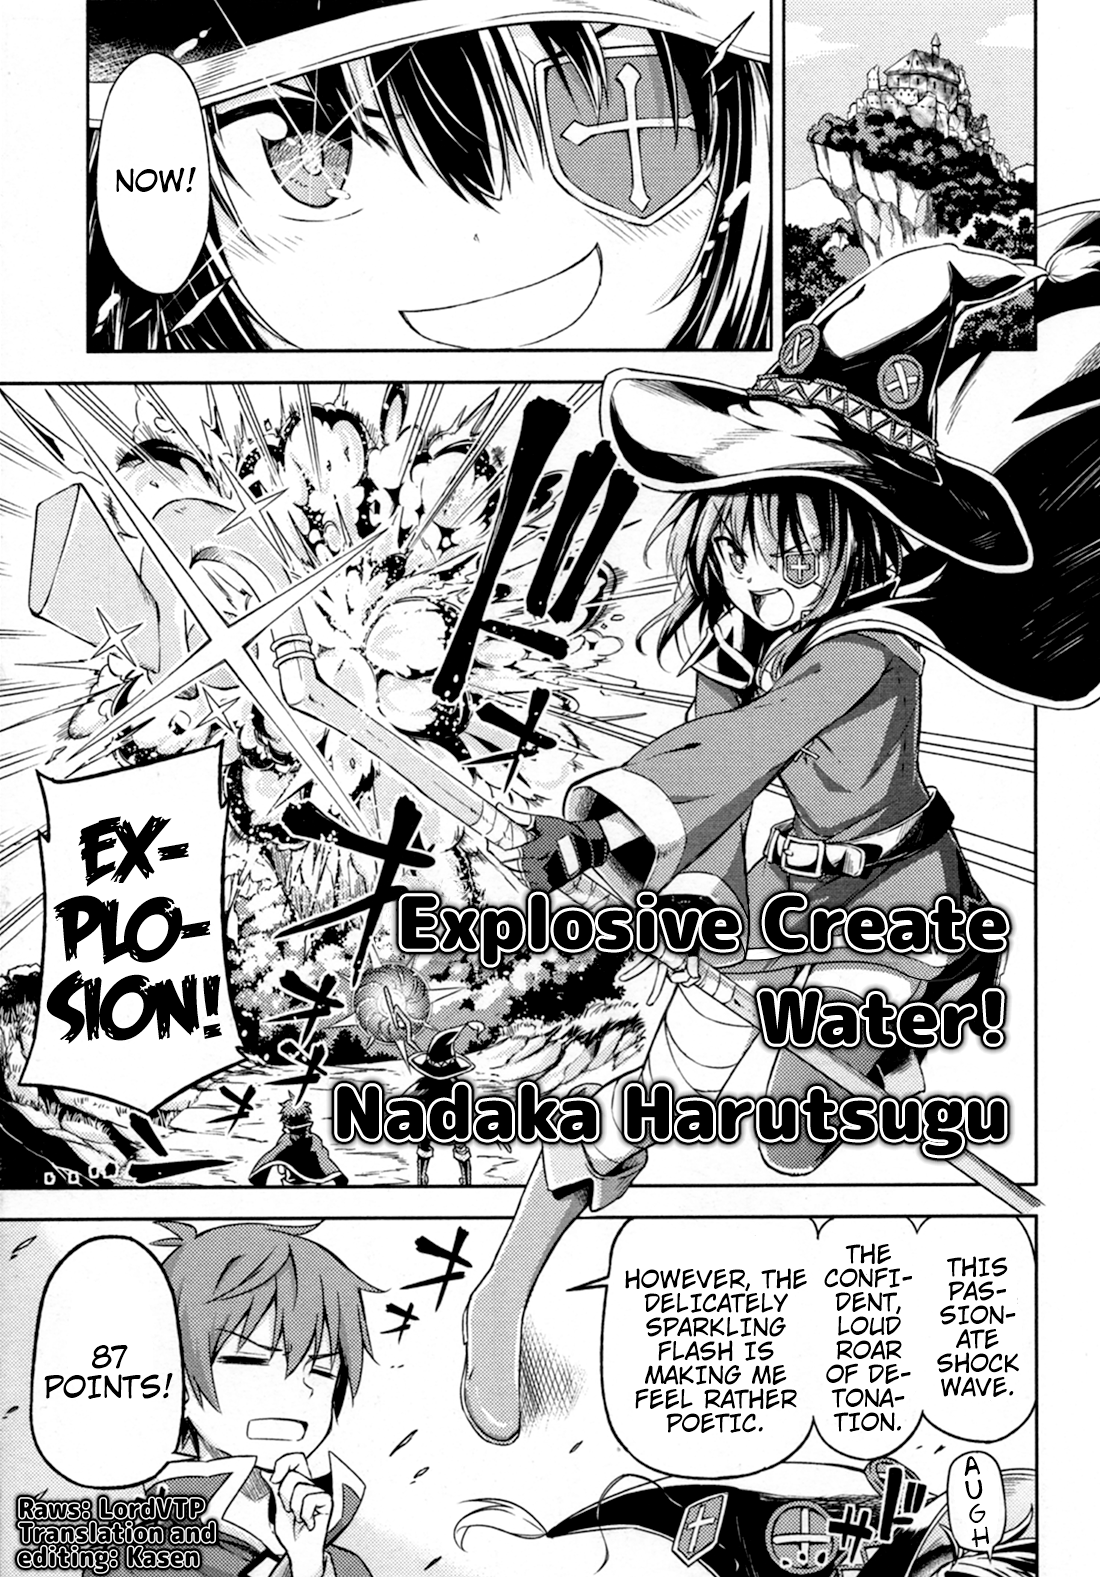 NOW!
EX-
PLO-
SION!
Explosive Create
Water!
Nadaka Harutsugu
THIS
PAS-
SION-
ATE
SHOCK
WAVE.
THE
CONFI-
DENT,
LOUD
ROAR
OF DE-
TONA-
TION.
HOWEVER, THE
DELICATELY
SPARKLING
FLASH IS
MAKING ME
FEEL RATHER
POETIC.
AUGH
87
POINTS!
Raws: LordVTP
Translation and
editing: Kasen